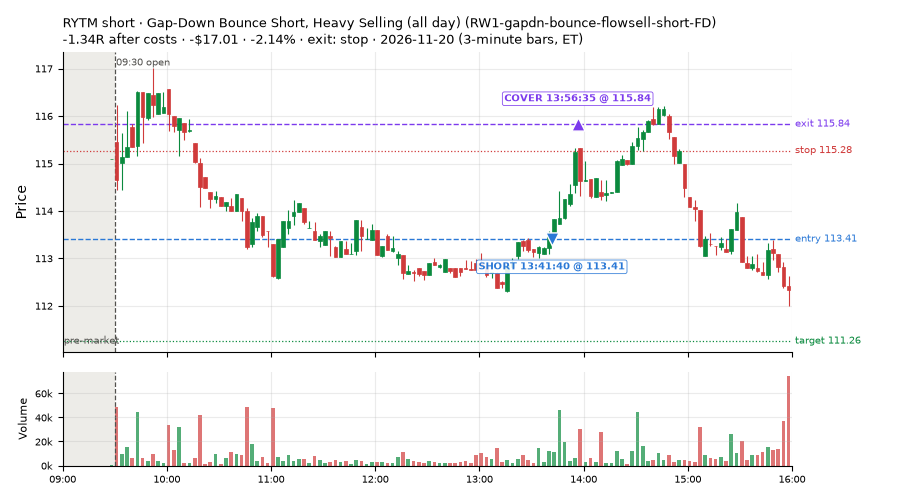 RYTM short · Gap-Down Bounce Short, Heavy Selling (all day) (RW1-gapdn-bounce-flowsell-short-FD)
-1.34R after costs · -$17.01 · -2.14% · exit: stop · 2026-11-20 (3-minute bars, ET)
09:30 open
117
116
115
114
113
112
Price
COVER 13:56:35 @ 115.84
exit 115.84
stop 115.28
entry 113.41
SHORT 13:41:40 @ 113.41
pre-market
target 111.26
60k
40k
20k
0k
Volume
09:00
10:00
11:00
12:00
13:00
14:00
15:00
16:00